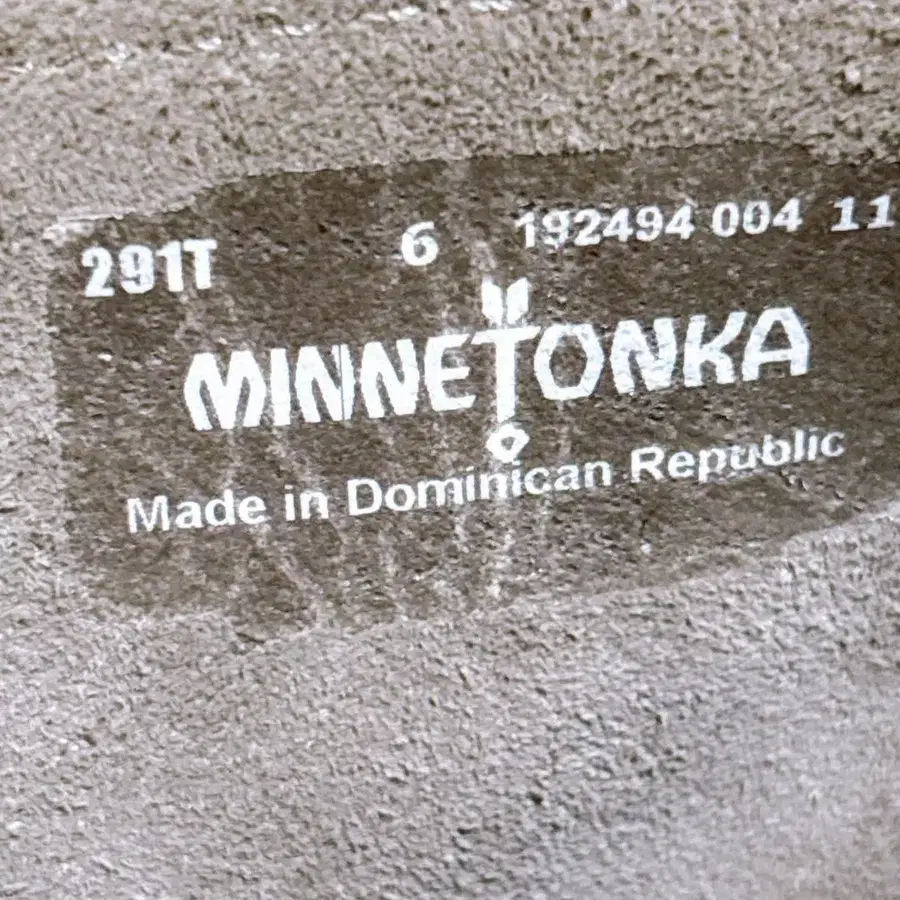 291T 6 192494 004 11
MINNETONKA
Made in Dominican Republic